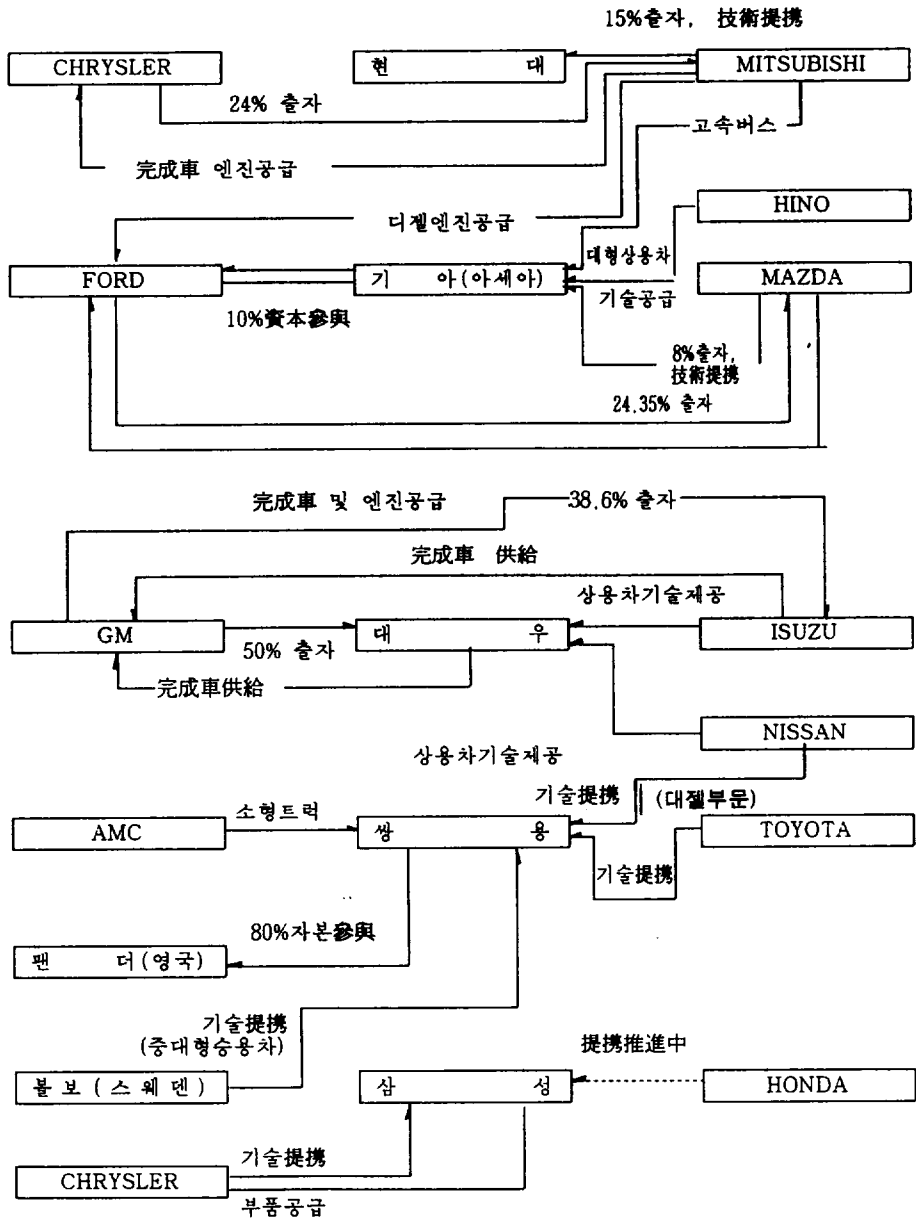 15%출자, 技術提携
CHRYSLER
현 대
MITSUBISHI
24% 출자
고속버스
完成車 엔진공급
HINO
디젤엔진공급
대형상용차
FORD
기 아(아세아)
MAZDA
기술공급
10%資本參與
8%출자,
技術提携
24.35% 출자
完成車 및 엔진공급
38.6% 출자
完成車 供給
상용차기술제공
GM
대 우
ISUZU
50% 출자
完成車供給
NISSAN
상용차기술제공
기술提携
(대젤부문)
소형트럭
AMC
쌍 용
TOYOTA
기술提携
80%자본參與
팬 더(영국)
기술提携
(중대형승용차)
提携推進中
볼보(스웨덴)
삼 성
HONDA
기술提携
CHRYSLER
부품공급